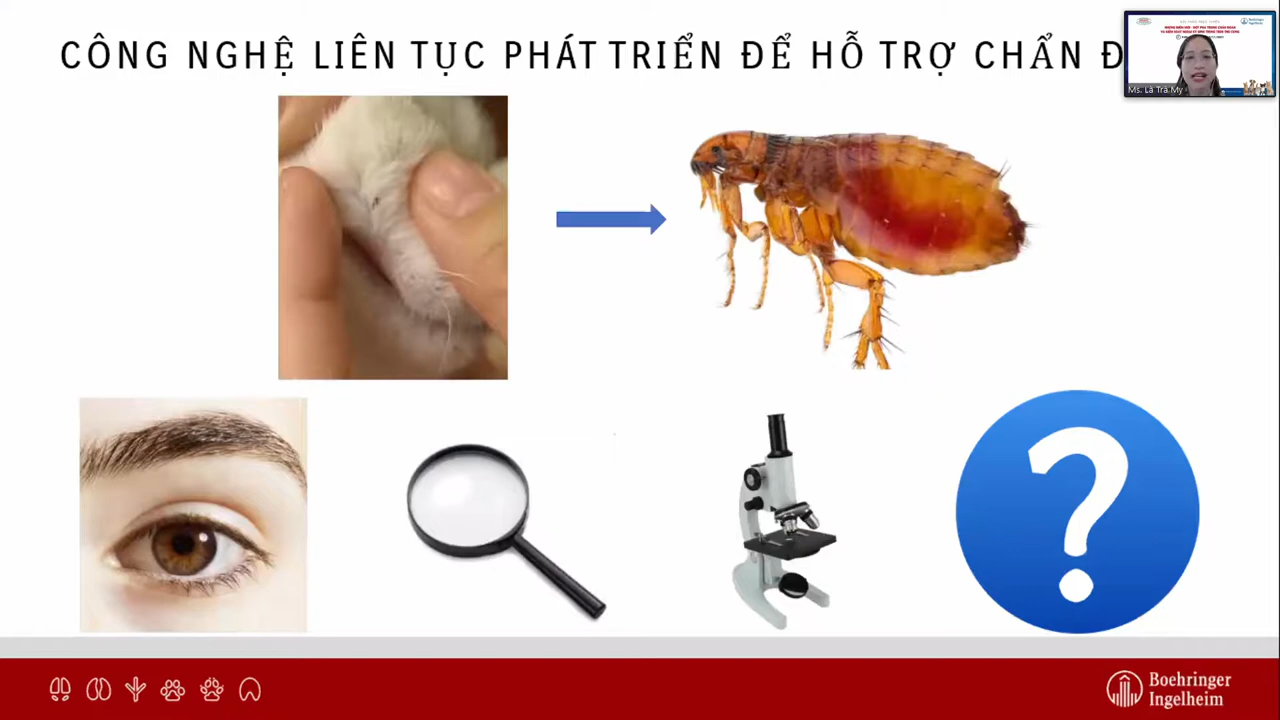 CÔNG NGHỆ LIÊN TỤC PHÁT TRIỂN ĐỂ HỖ TRỢ CHẨN Đ
Ms. Lã Trà My
Boehringer
Ingelheim